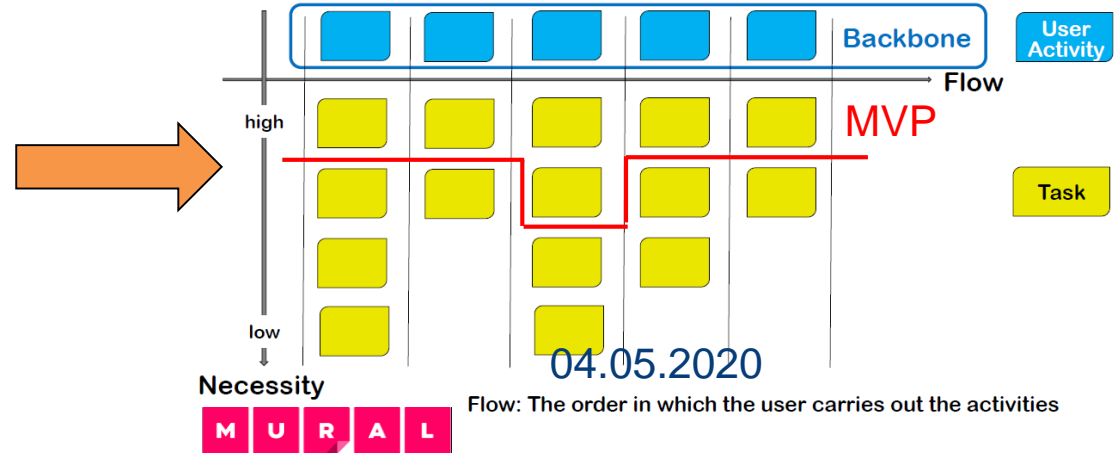 Backbone
User
Activity
Flow
high
MVP
Task
low
04.05.2020
Necessity
Flow: The order in which the user carries out the activities
MURAL